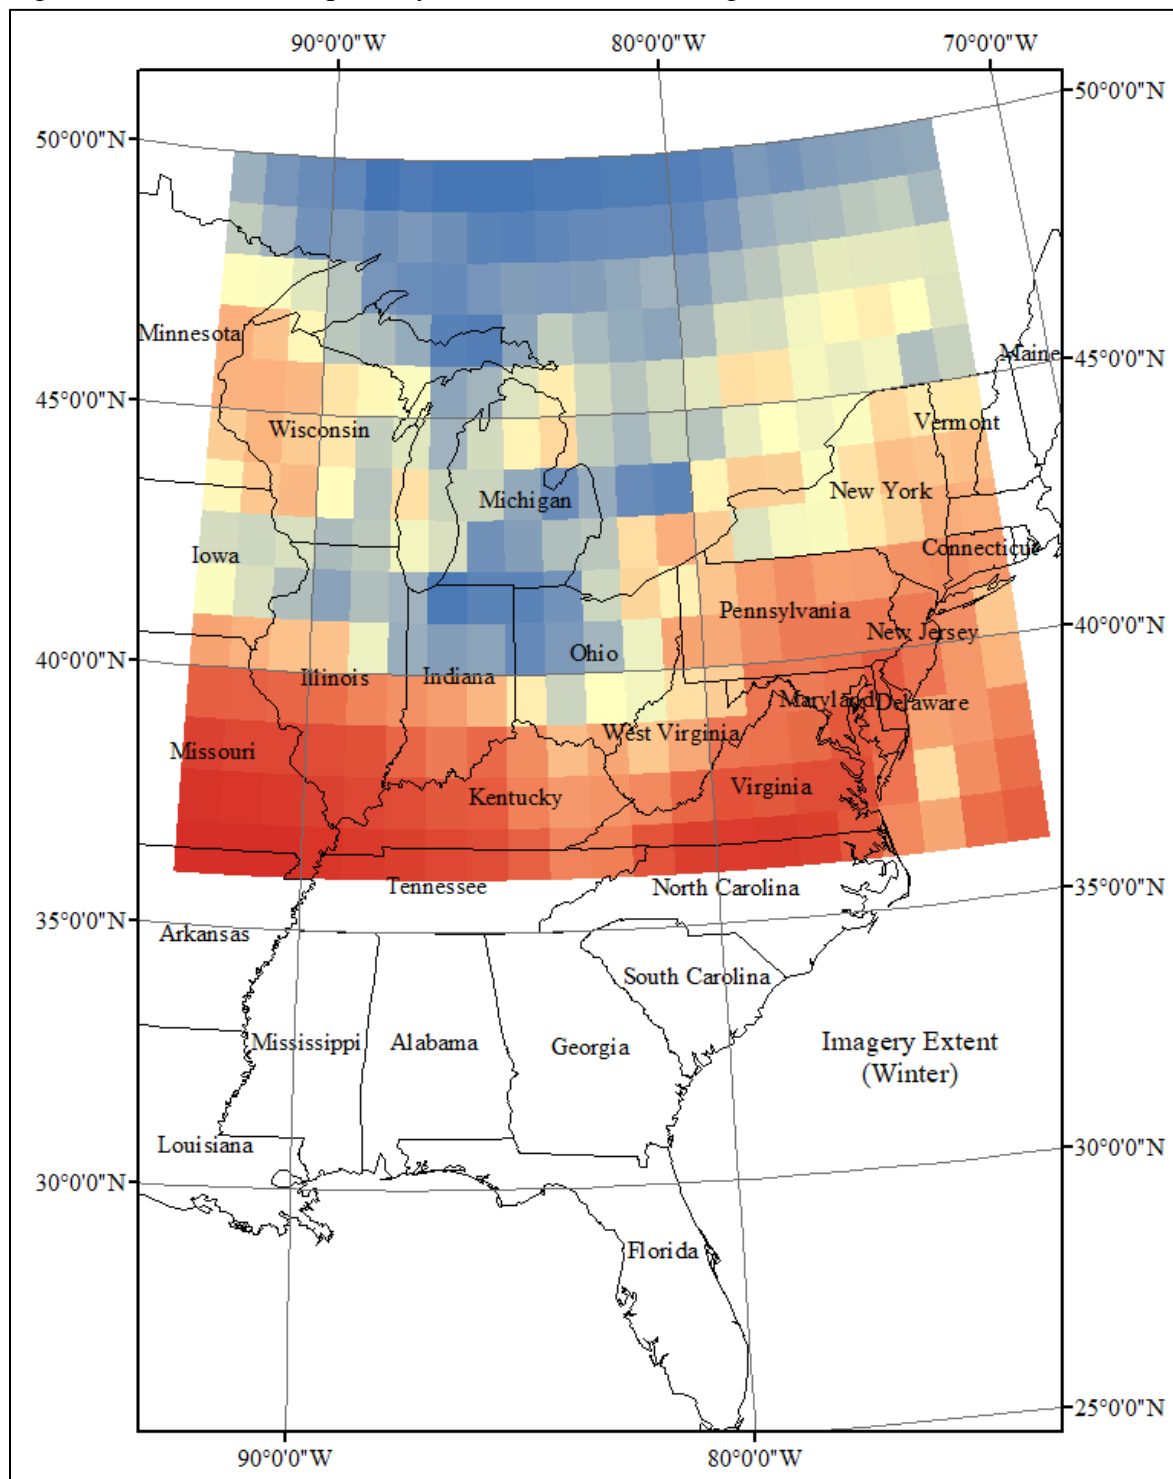 90°0'0"W 80°0'0"W 70°0'0"W
50°0'0"N 50°0'0"N
Minnesota
Maine
45°0'0"N 45°0'0"N
Wisconsin Vermont
Michigan New York
Iowa Connecticut
Pennsylvania
40°0'0"N New Jersey 40°0'0"N
Ohio
Illinois Indiana
Maryland Delaware
West Virginia
Missouri
Kentucky Virginia
Tennessee North Carolina 35°0'0"N
35°0'0"N
Arkansas
South Carolina
Mississippi Alabama Georgia
Imagery Extent
(Winter)
Louisiana 30°0'0"N
30°0'0"N
Florida
25°0'0"N
90°0'0"W 80°0'0"W